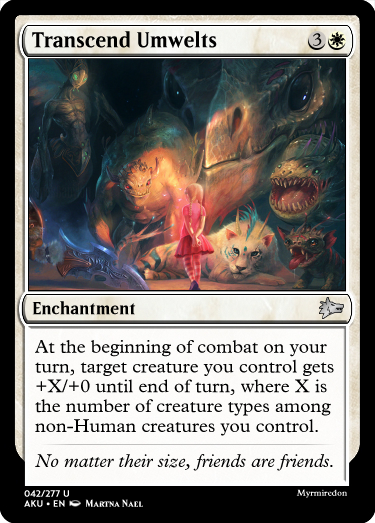 Transcend Umwelts 3
Enchantment
At the beginning of combat on your
turn, target creature you control gets
+X/+0 until end of turn, where X is
the number of creature types among
non-Human creatures you control.
No matter their size, friends are friends.
042/277 U Myrmiredon
AKU • EN Martna Nael